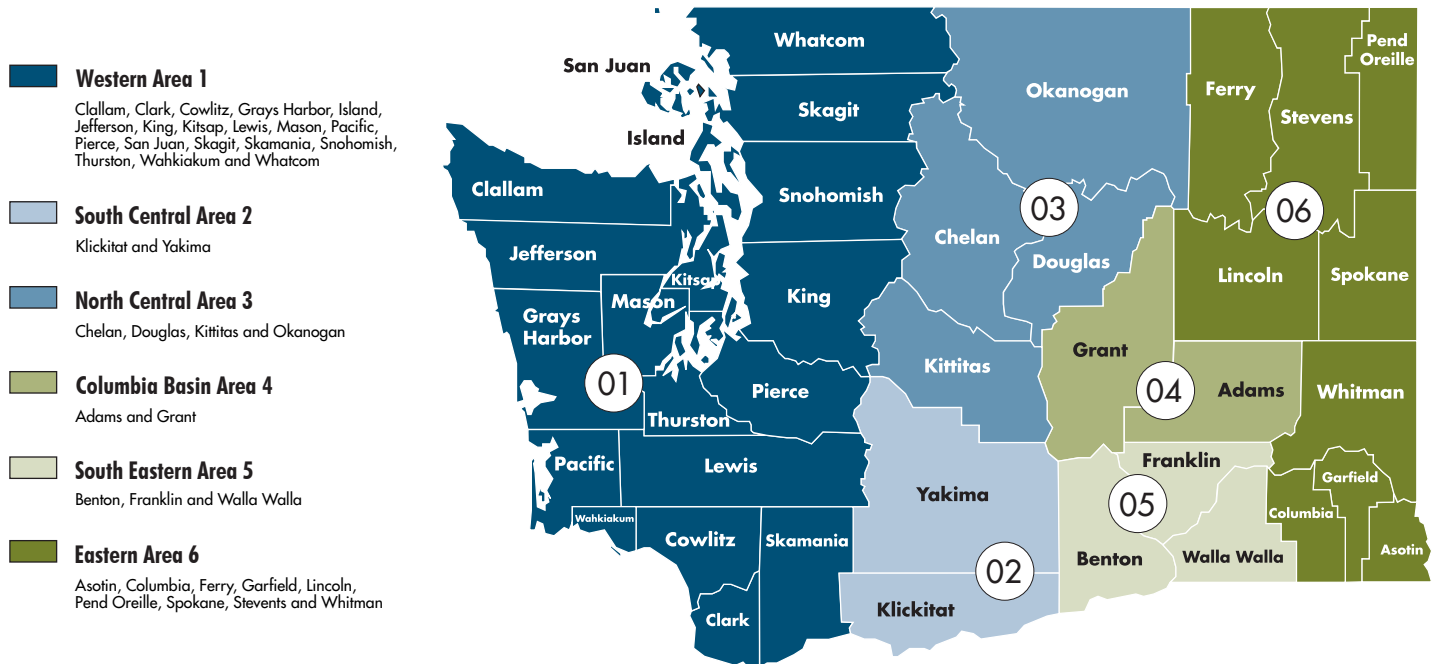 Western Area 1
Clallam, Clark, Cowlitz, Grays Harbor, Island,
Jefferson, King, Kitsap, Lewis, Mason, Pacific,
Pierce, San Juan, Skagit, Skamania, Snohomish,
Thurston, Wahkiakum and Whatcom
South Central Area 2
Klickitat and Yakima
North Central Area 3
Chelan, Douglas, Kittitas and Okanogan
Columbia Basin Area 4
Adams and Grant
South Eastern Area 5
Benton, Franklin and Walla Walla
Eastern Area 6
Asotin, Columbia, Ferry, Garfield, Lincoln,
Pend Oreille, Spokane, Stevents and Whitman
Whatcom
San Juan
Skagit
Island
Clallam
Snohomish
Jefferson
Kitsap
Mason
King
Grays
Harbor
01
Pierce
Thurston
Pacific
Lewis
Wahkiakum
Cowlitz
Skamania
Clark
Okanogan
03
Chelan
Douglas
Kittitas
Ferry
Stevens
Pend
Oreille
06
Lincoln
Spokane
Grant
04
Adams
Whitman
Yakima
02
Klickitat
Franklin
05
Benton
Walla Walla
Garfield
Columbia
Asotin